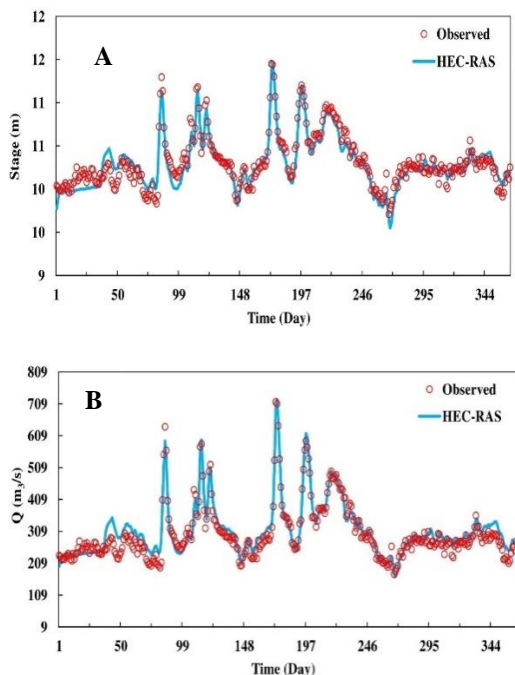 12
A
Observed
HEC-RAS
12
11
11
10
10
9
Stage (m)
1 50 99 148 197 246 295 344
Time (Day)
809
B
Observed
HEC-RAS
709
609
509
409
309
209
109
9
Q (m3/s)
1 50 99 148 197 246 295 344
Time (Day)